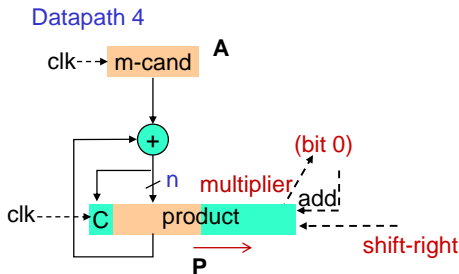 Datapath 4
A
clk
m-cand
+
(bit 0)
n
multiplier
add
clk
C
product
shift-right
P